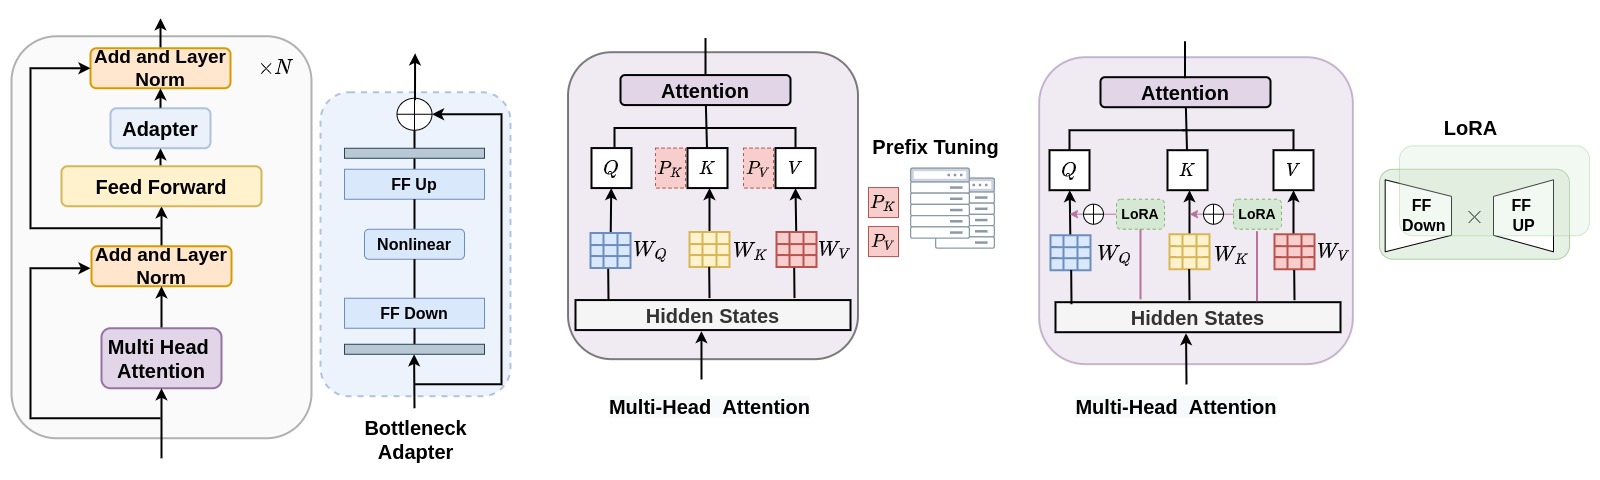 Add and Layer
Norm
×N
Adapter
Feed Forward
Add and Layer
Norm
Multi Head
Attention
FF Up
Nonlinear
FF Down
Bottleneck
Adapter
Attention
Q
P_K
K
P_V
V
W_Q
W_K
W_V
Hidden States
Multi-Head Attention
Prefix Tuning
P_K
P_V
Attention
Q
K
V
LoRA
LoRA
W_Q
W_K
W_V
Hidden States
Multi-Head Attention
LoRA
FF
Down
×
FF
UP